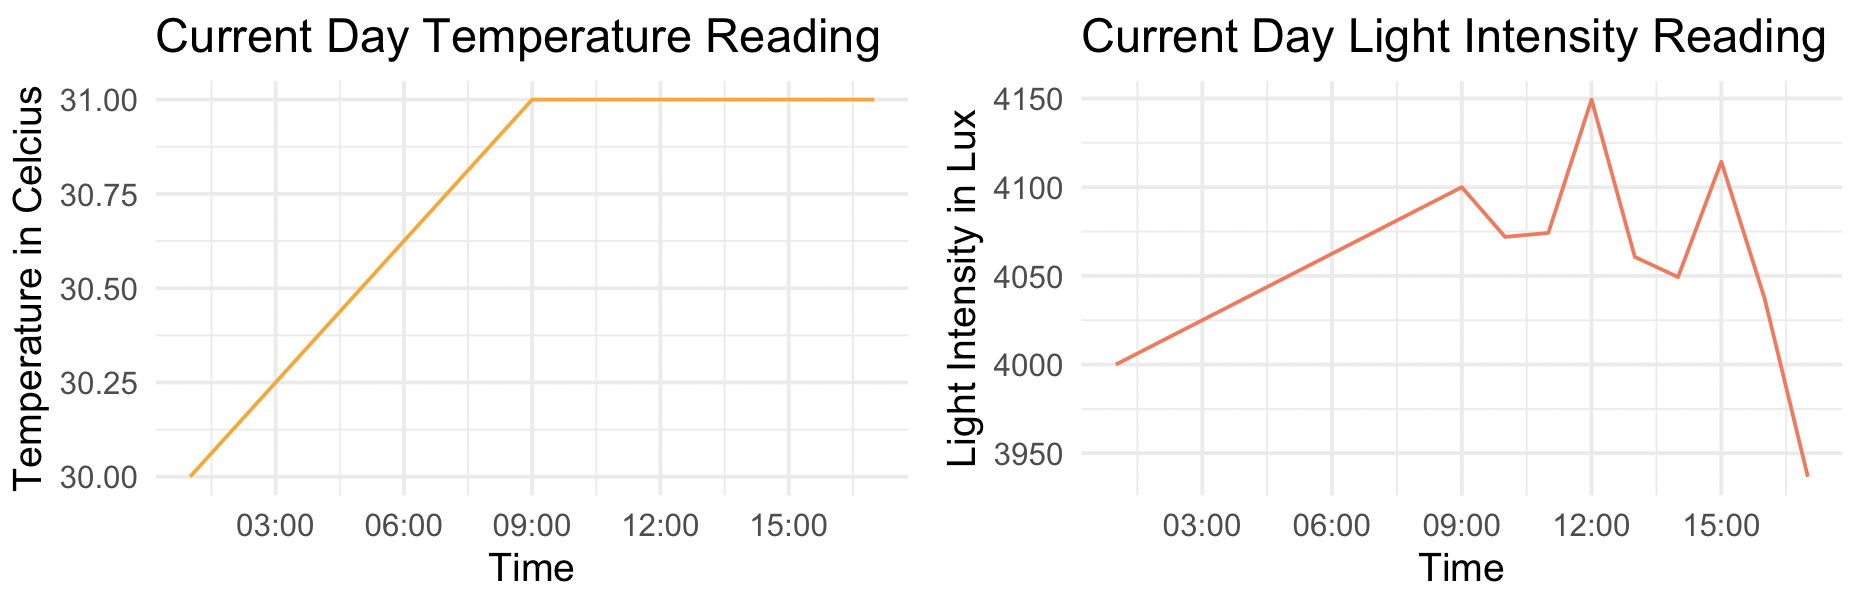 Current Day Temperature Reading
Temperature in Celcius
31.00
30.75
30.50
30.25
30.00
03:00 06:00 09:00 12:00 15:00
Time
Current Day Light Intensity Reading
Light Intensity in Lux
4150
4100
4050
4000
3950
03:00 06:00 09:00 12:00 15:00
Time